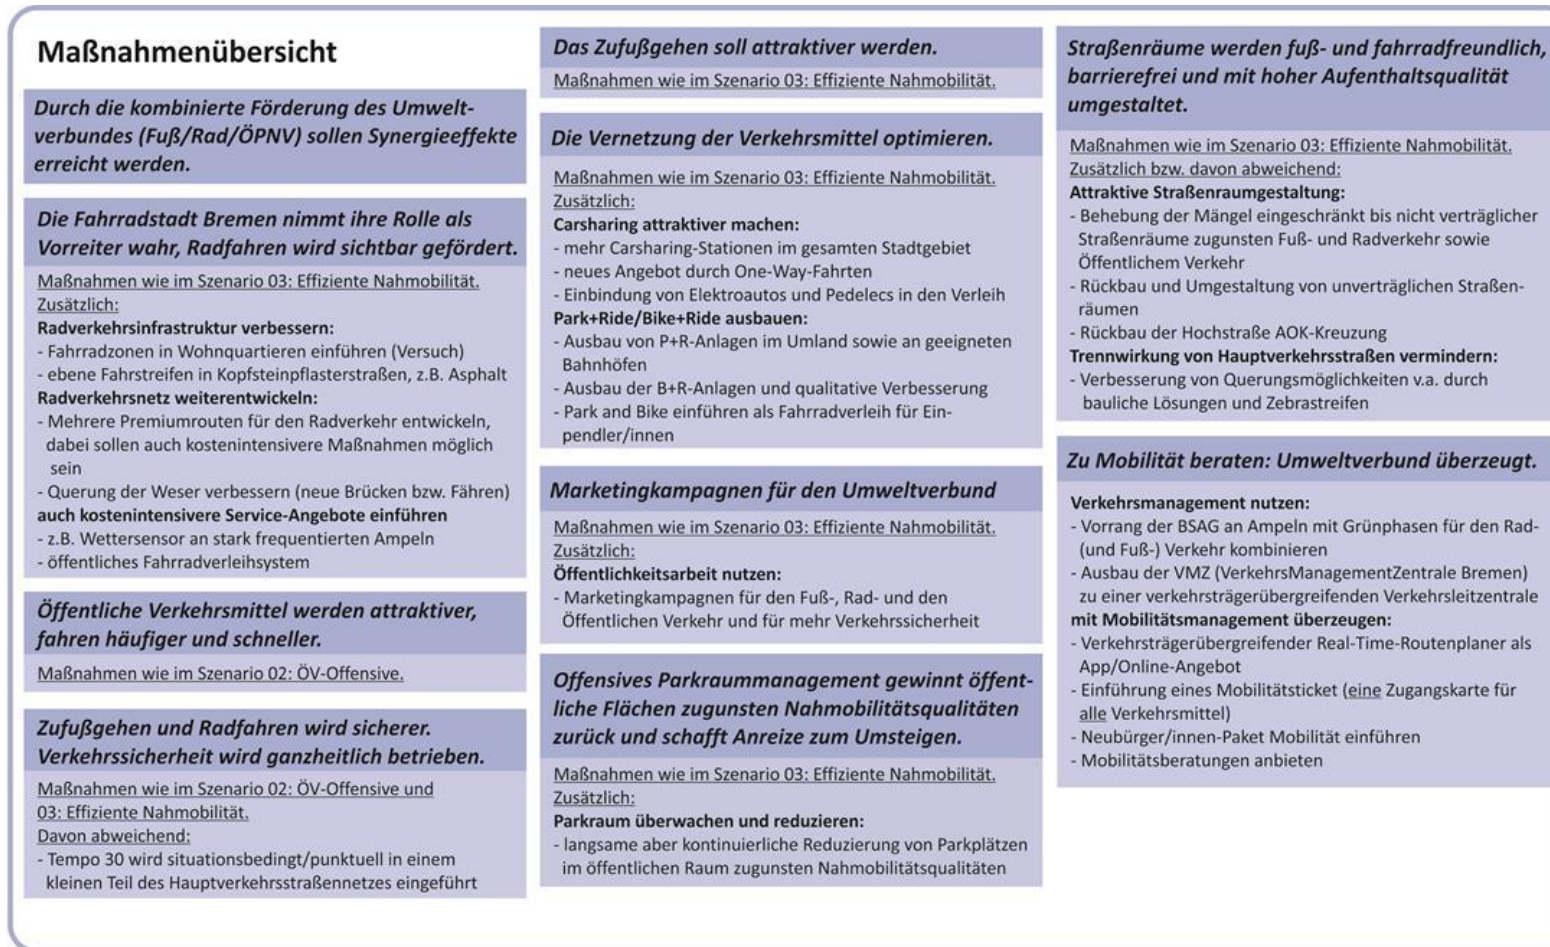 Maßnahmenübersicht
Durch die kombinierte Förderung des Umwelt-
verbundes (Fuß/Rad/ÖPNV) sollen Synergieeffekte
erreicht werden.
Die Fahrradstadt Bremen nimmt ihre Rolle als
Vorreiter wahr, Radfahren wird sichtbar gefördert.
Maßnahmen wie im Szenario 03: Effiziente Nahmobilität.
Zusätzlich:
Radverkehrsinfrastruktur verbessern:
- Fahrradzonen in Wohnquartieren einführen (Versuch)
- ebene Fahrstreifen in Kopfsteinpflasterstraßen, z.B. Asphalt
Radverkehrsnetz weiterentwickeln:
- Mehrere Premiumrouten für den Radverkehr entwickeln,
dabei sollen auch kostenintensivere Maßnahmen möglich
sein
- Querung der Weser verbessern (neue Brücken bzw. Fähren)
auch kostenintensivere Service-Angebote einführen
- z.B. Wettersensor an stark frequentierten Ampeln
- öffentliches Fahrradverleihsystem
Öffentliche Verkehrsmittel werden attraktiver,
fahren häufiger und schneller.
Maßnahmen wie im Szenario 02: ÖV-Offensive.
Zufußgehen und Radfahren wird sicherer.
Verkehrssicherheit wird ganzheitlich betrieben.
Maßnahmen wie im Szenario 02: ÖV-Offensive und
03: Effiziente Nahmobilität.
Davon abweichend:
- Tempo 30 wird situationsbedingt/punktuell in einem
kleinen Teil des Hauptverkehrsstraßennetzes eingeführt
Das Zufußgehen soll attraktiver werden.
Maßnahmen wie im Szenario 03: Effiziente Nahmobilität.
Die Vernetzung der Verkehrsmittel optimieren.
Maßnahmen wie im Szenario 03: Effiziente Nahmobilität.
Zusätzlich:
Carsharing attraktiver machen:
- mehr Carsharing-Stationen im gesamten Stadtgebiet
- neues Angebot durch One-Way-Fahrten
- Einbindung von Elektroautos und Pedelecs in den Verleih
Park+Ride/Bike+Ride ausbauen:
- Ausbau von P+R-Anlagen im Umland sowie an geeigneten
Bahnhöfen
- Ausbau der B+R-Anlagen und qualitative Verbesserung
- Park and Bike einführen als Fahrradverleih für Ein-
pendler/innen
Marketingkampagnen für den Umweltverbund
Maßnahmen wie im Szenario 03: Effiziente Nahmobilität.
Zusätzlich:
Öffentlichkeitsarbeit nutzen:
- Marketingkampagnen für den Fuß-, Rad- und den
Öffentlichen Verkehr und für mehr Verkehrssicherheit
Offensives Parkraummanagement gewinnt öffent-
liche Flächen zugunsten Nahmobilitätsqualitäten
zurück und schafft Anreize zum Umsteigen.
Maßnahmen wie im Szenario 03: Effiziente Nahmobilität.
Zusätzlich:
Parkraum überwachen und reduzieren:
- langsame aber kontinuierliche Reduzierung von Parkplätzen
im öffentlichen Raum zugunsten Nahmobilitätsqualitäten
Straßenräume werden fuß- und fahrradfreundlich,
barrierefrei und mit hoher Aufenthaltsqualität
umgestaltet.
Maßnahmen wie im Szenario 03: Effiziente Nahmobilität.
Zusätzlich bzw. davon abweichend:
Attraktive Straßenraumgestaltung:
- Behebung der Mängel eingeschränkt bis nicht verträglicher
Straßenräume zugunsten Fuß- und Radverkehr sowie
Öffentlichem Verkehr
- Rückbau und Umgestaltung von unverträglichen Straßen-
räumen
- Rückbau der Hochstraße AOK-Kreuzung
Trennwirkung von Hauptverkehrsstraßen vermindern:
- Verbesserung von Querungsmöglichkeiten v.a. durch
bauliche Lösungen und Zebrastreifen
Zu Mobilität beraten: Umweltverbund überzeugt.
Verkehrsmanagement nutzen:
- Vorrang der BSAG an Ampeln mit Grünphasen für den Rad-
(und Fuß-) Verkehr kombinieren
- Ausbau der VMZ (VerkehrsManagementZentrale Bremen)
zu einer verkehrsträgerübergreifenden Verkehrsleitzentrale
mit Mobilitätsmanagement überzeugen:
- Verkehrsträgerübergreifender Real-Time-Routenplaner als
App/Online-Angebot
- Einführung eines Mobilitätsticket (eine Zugangskarte für
alle Verkehrsmittel)
- Neubürger/innen-Paket Mobilität einführen
- Mobilitätsberatungen anbieten